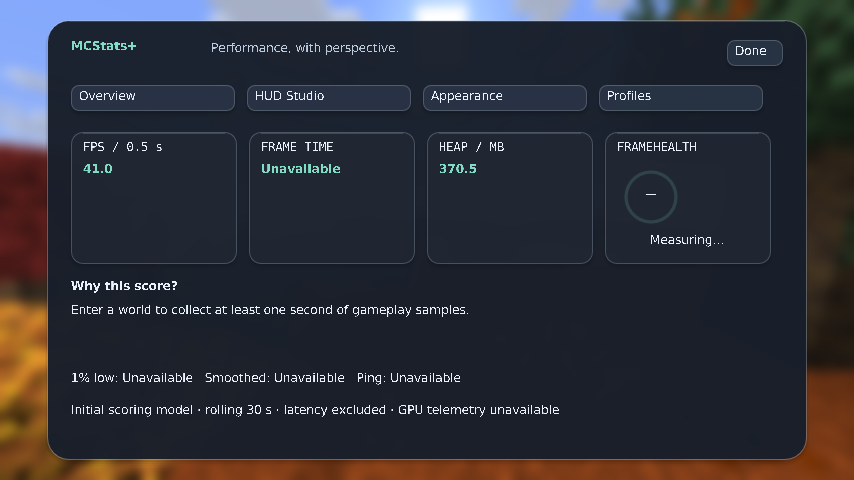 MCStats+
Performance, with perspective.
Done
Overview
HUD Studio
Appearance
Profiles
FPS / 0.5 s
41.0
FRAME TIME
Unavailable
HEAP / MB
370.5
FRAMEHEALTH
—
Measuring...
Why this score?
Enter a world to collect at least one second of gameplay samples.
1% low: Unavailable Smoothed: Unavailable Ping: Unavailable
Initial scoring model · rolling 30 s · latency excluded · GPU telemetry unavailable